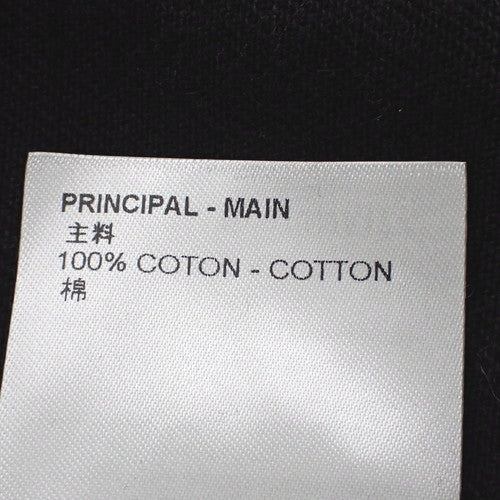 PRINCIPAL - MAIN
主料
100% COTON - COTTON
棉